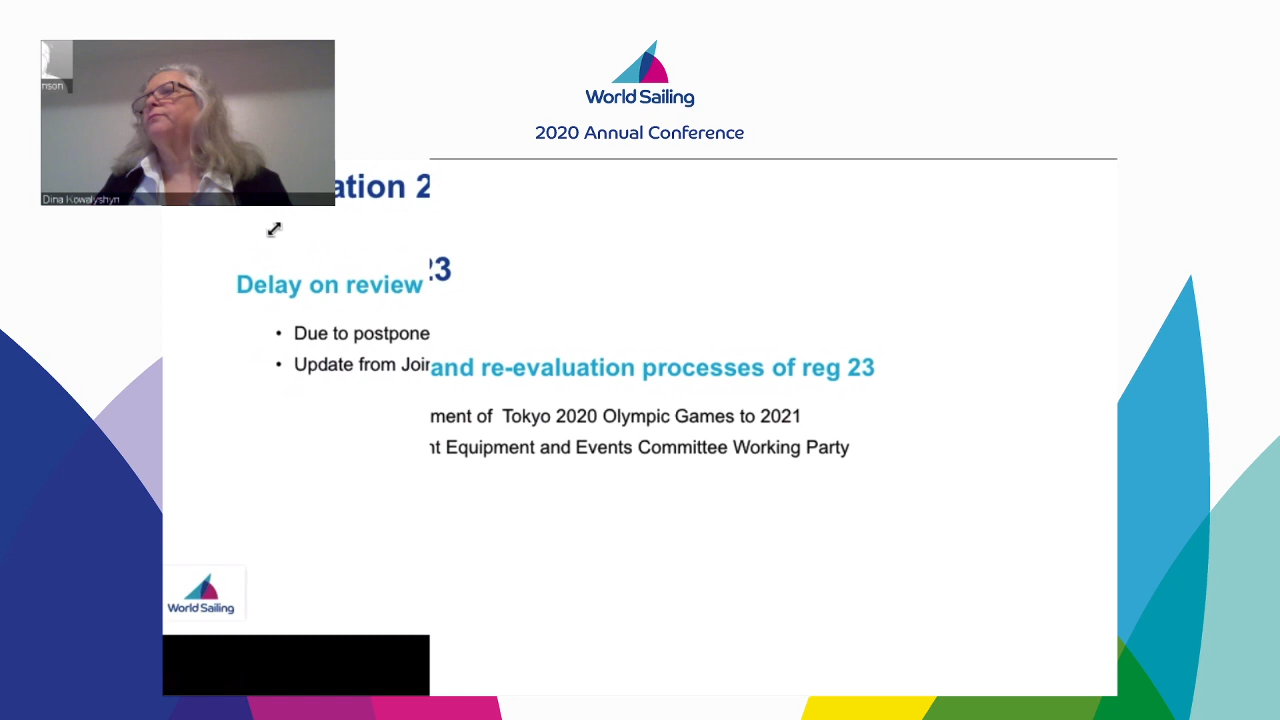 nson
Dina Kowalyshyn
World Sailing
2020 Annual Conference
ation 2
23
Delay on review
and re-evaluation processes of reg 23
• Due to postpone
ment of Tokyo 2020 Olympic Games to 2021
• Update from Join
nt Equipment and Events Committee Working Party
World Sailing